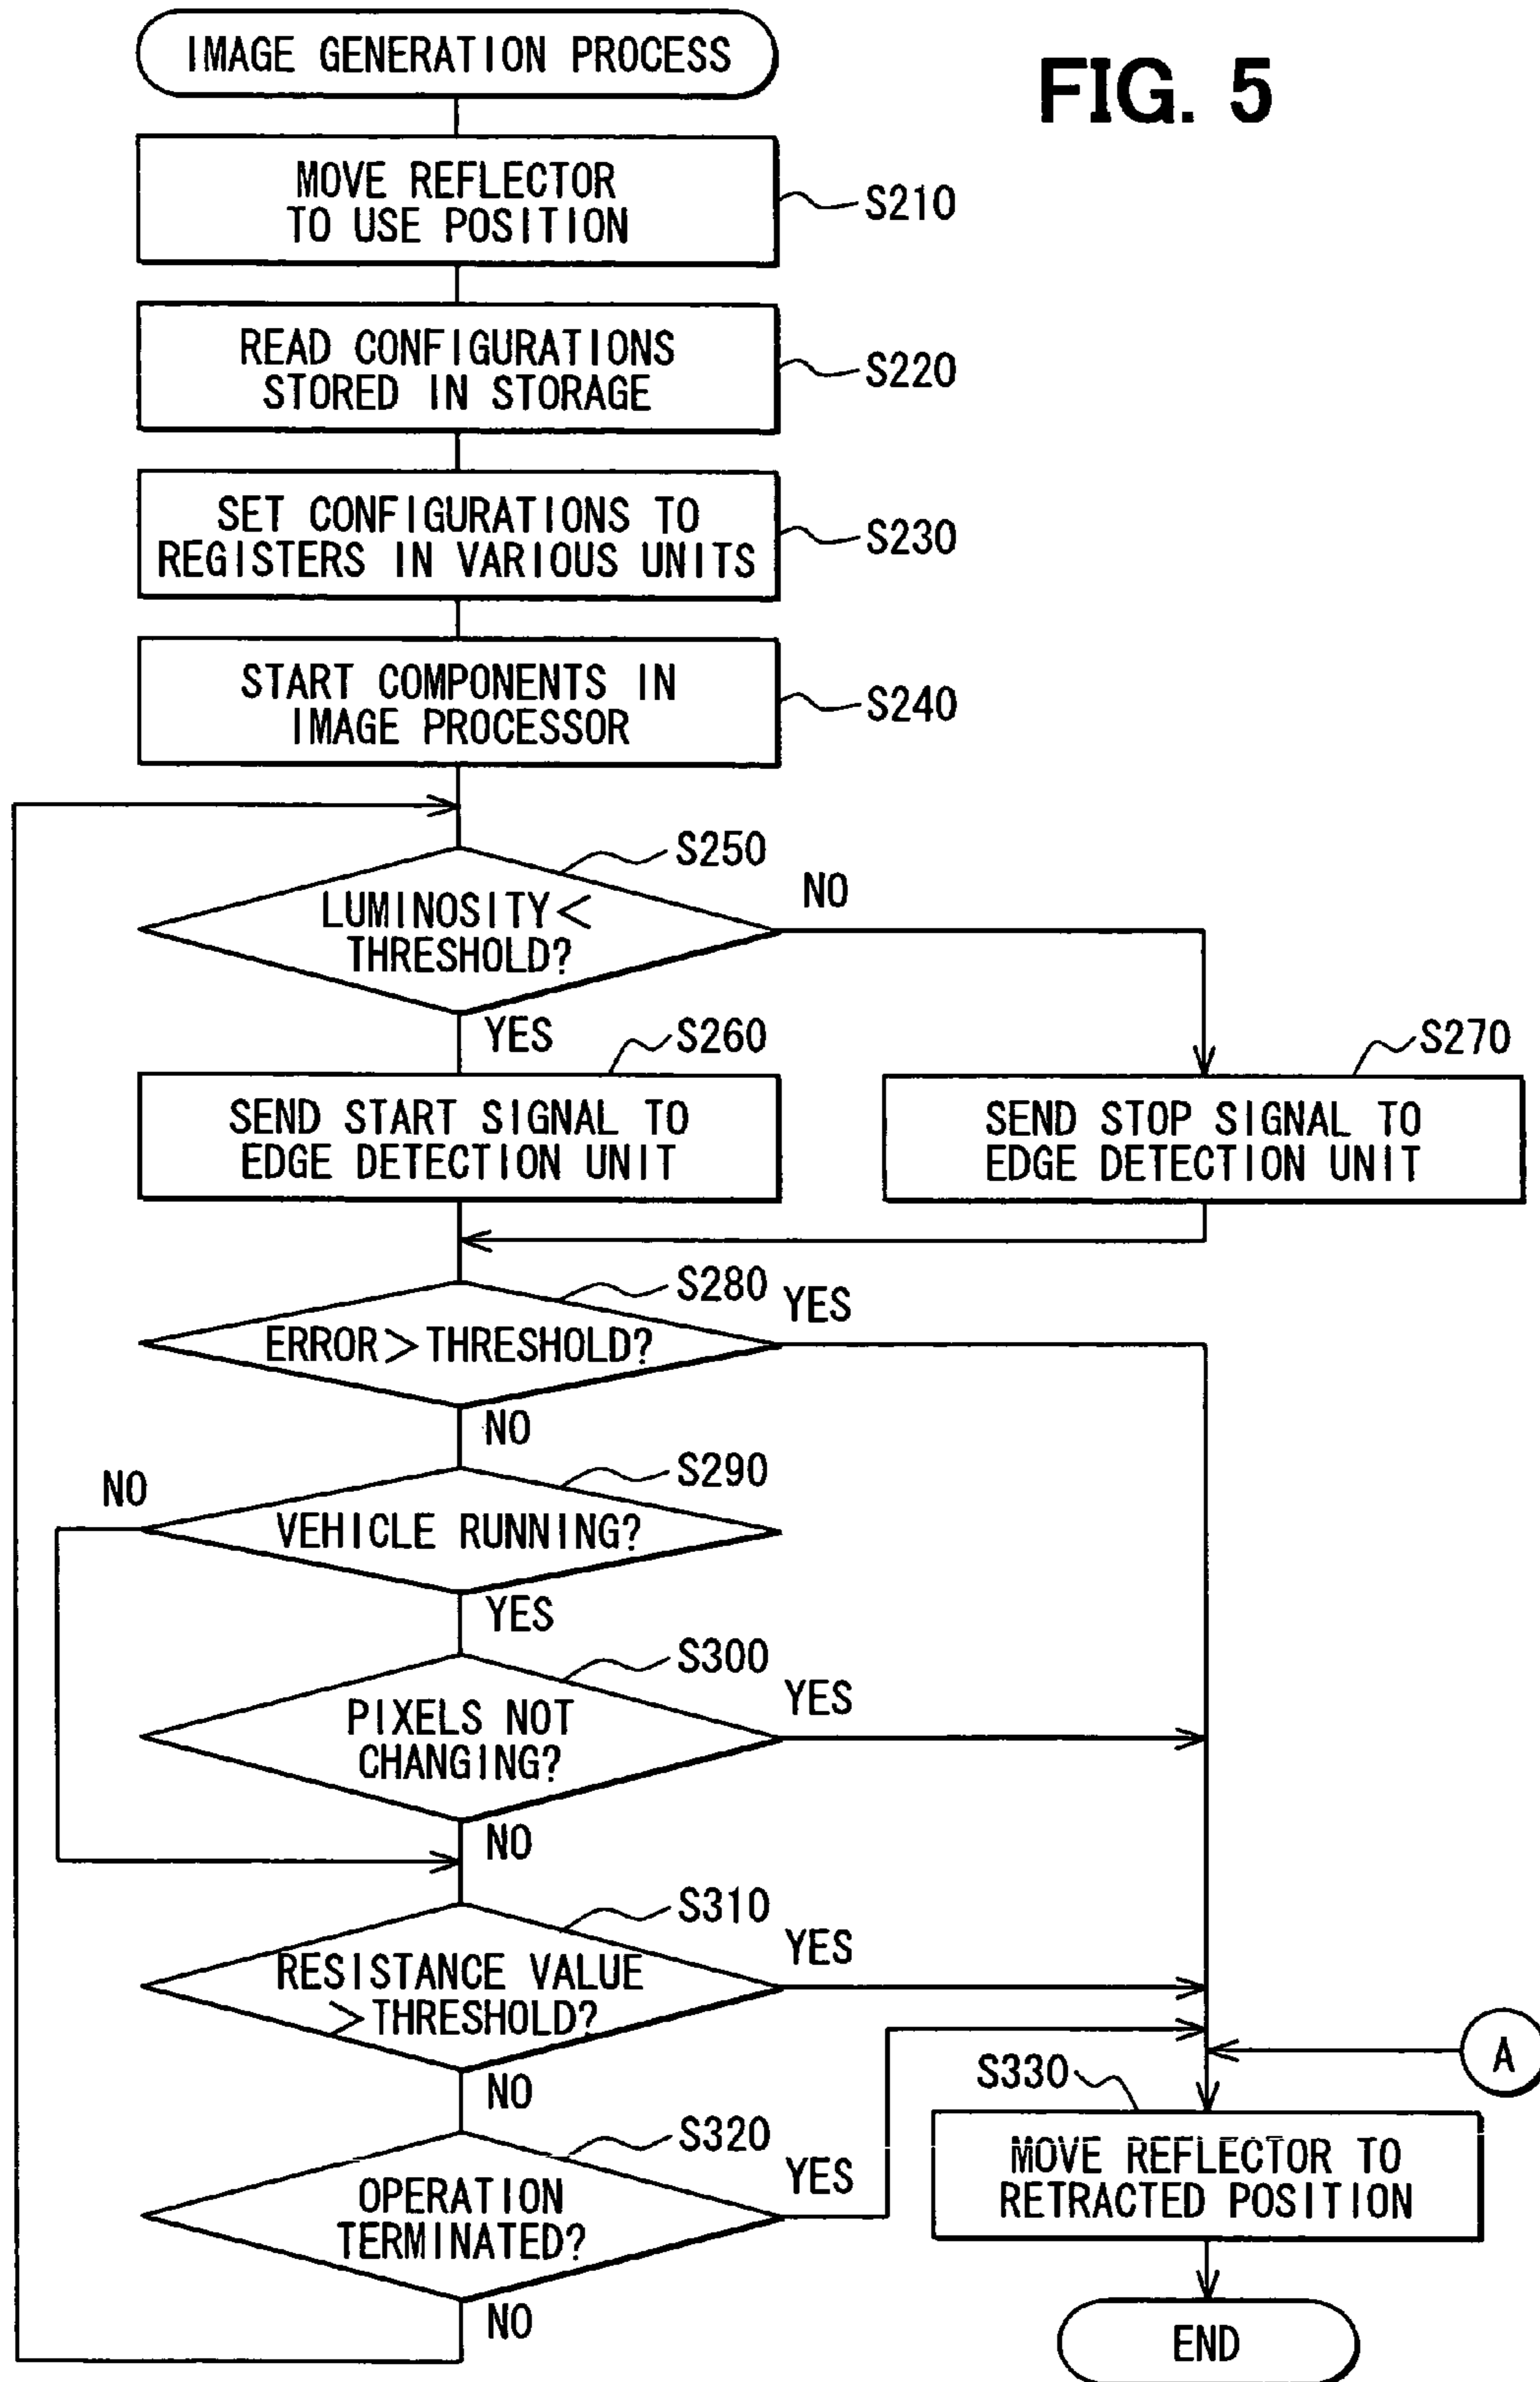 IMAGE GENERATION PROCESS
FIG. 5
MOVE REFLECTOR
TO USE POSITION
S210
READ CONFIGURATIONS
STORED IN STORAGE
S220
SET CONFIGURATIONS TO
REGISTERS IN VARIOUS UNITS
S230
START COMPONENTS IN
IMAGE PROCESSOR
S240
S250
LUMINOSITY<
THRESHOLD?
NO
YES
S260
SEND START SIGNAL TO
EDGE DETECTION UNIT
S270
SEND STOP SIGNAL TO
EDGE DETECTION UNIT
S280
ERROR>THRESHOLD?
YES
NO
S290
VEHICLE RUNNING?
NO
YES
S300
PIXELS NOT
CHANGING?
YES
NO
S310
RESISTANCE VALUE
>THRESHOLD?
YES
NO
S320
OPERATION
TERMINATED?
YES
NO
A
S330
MOVE REFLECTOR TO
RETRACTED POSITION
END